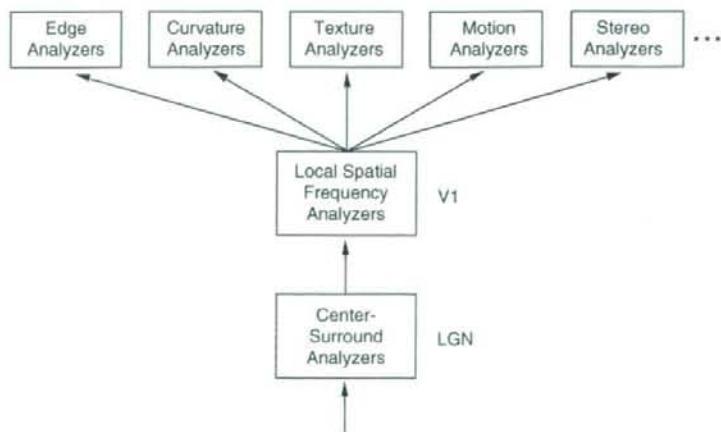 Edge
Analyzers
Curvature
Analyzers
Texture
Analyzers
Motion
Analyzers
Stereo
Analyzers
...
Local Spatial
Frequency
Analyzers
V1
Center-
Surround
Analyzers
LGN